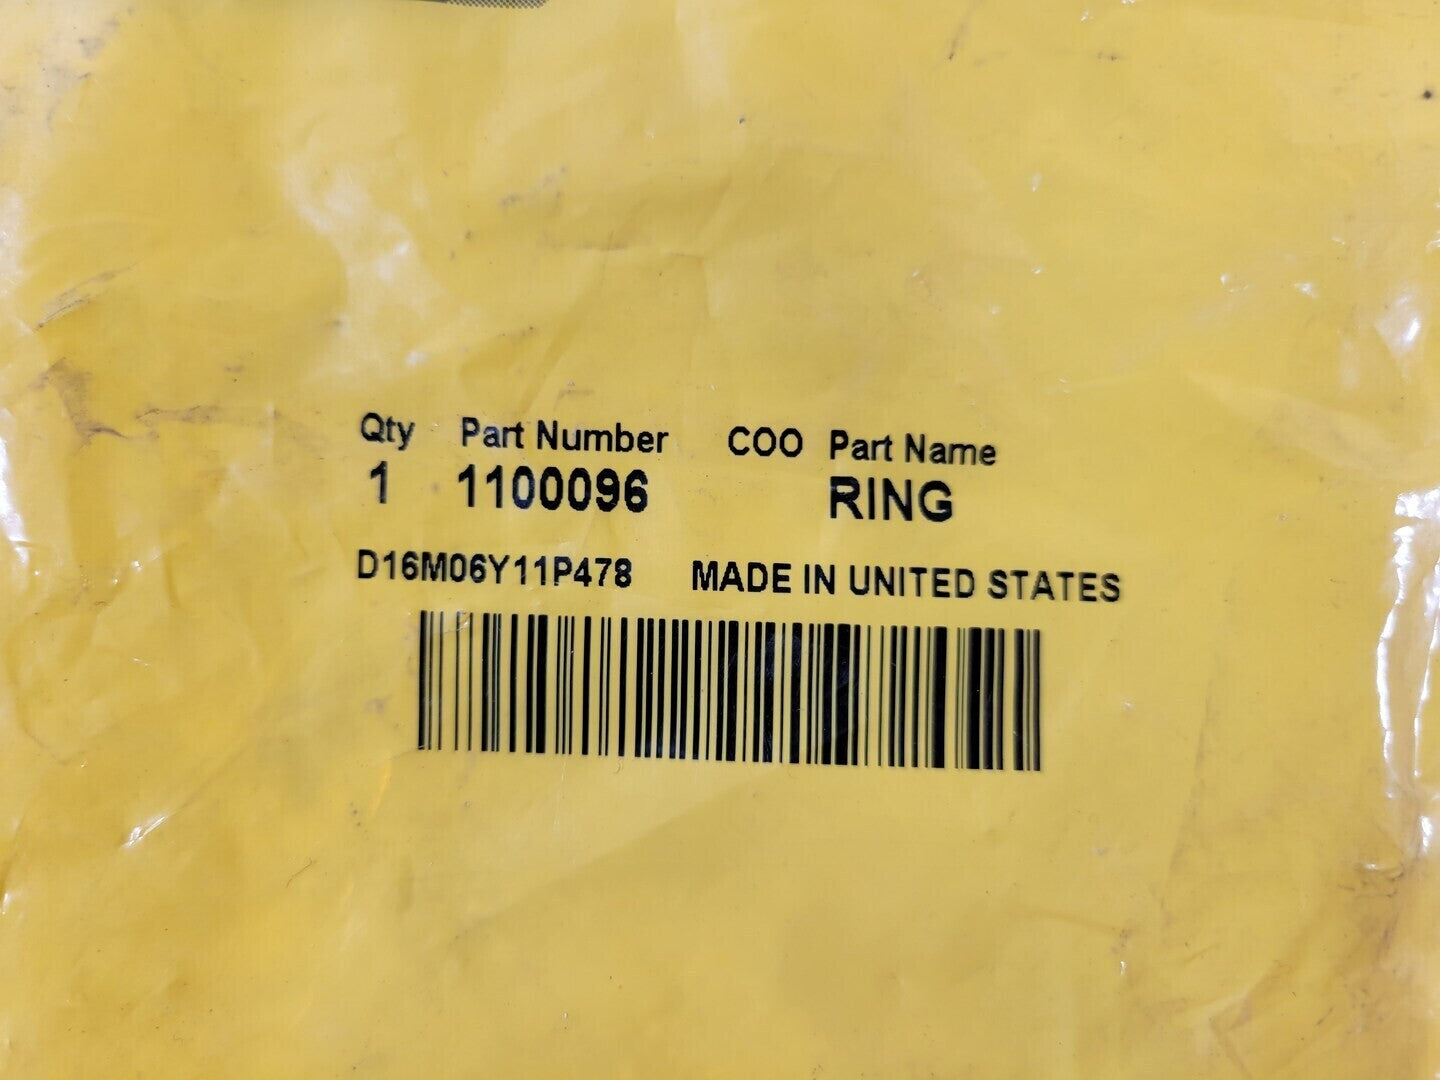 Qty Part Number COO Part Name
1 1100096 RING
D16M06Y11P478 MADE IN UNITED STATES